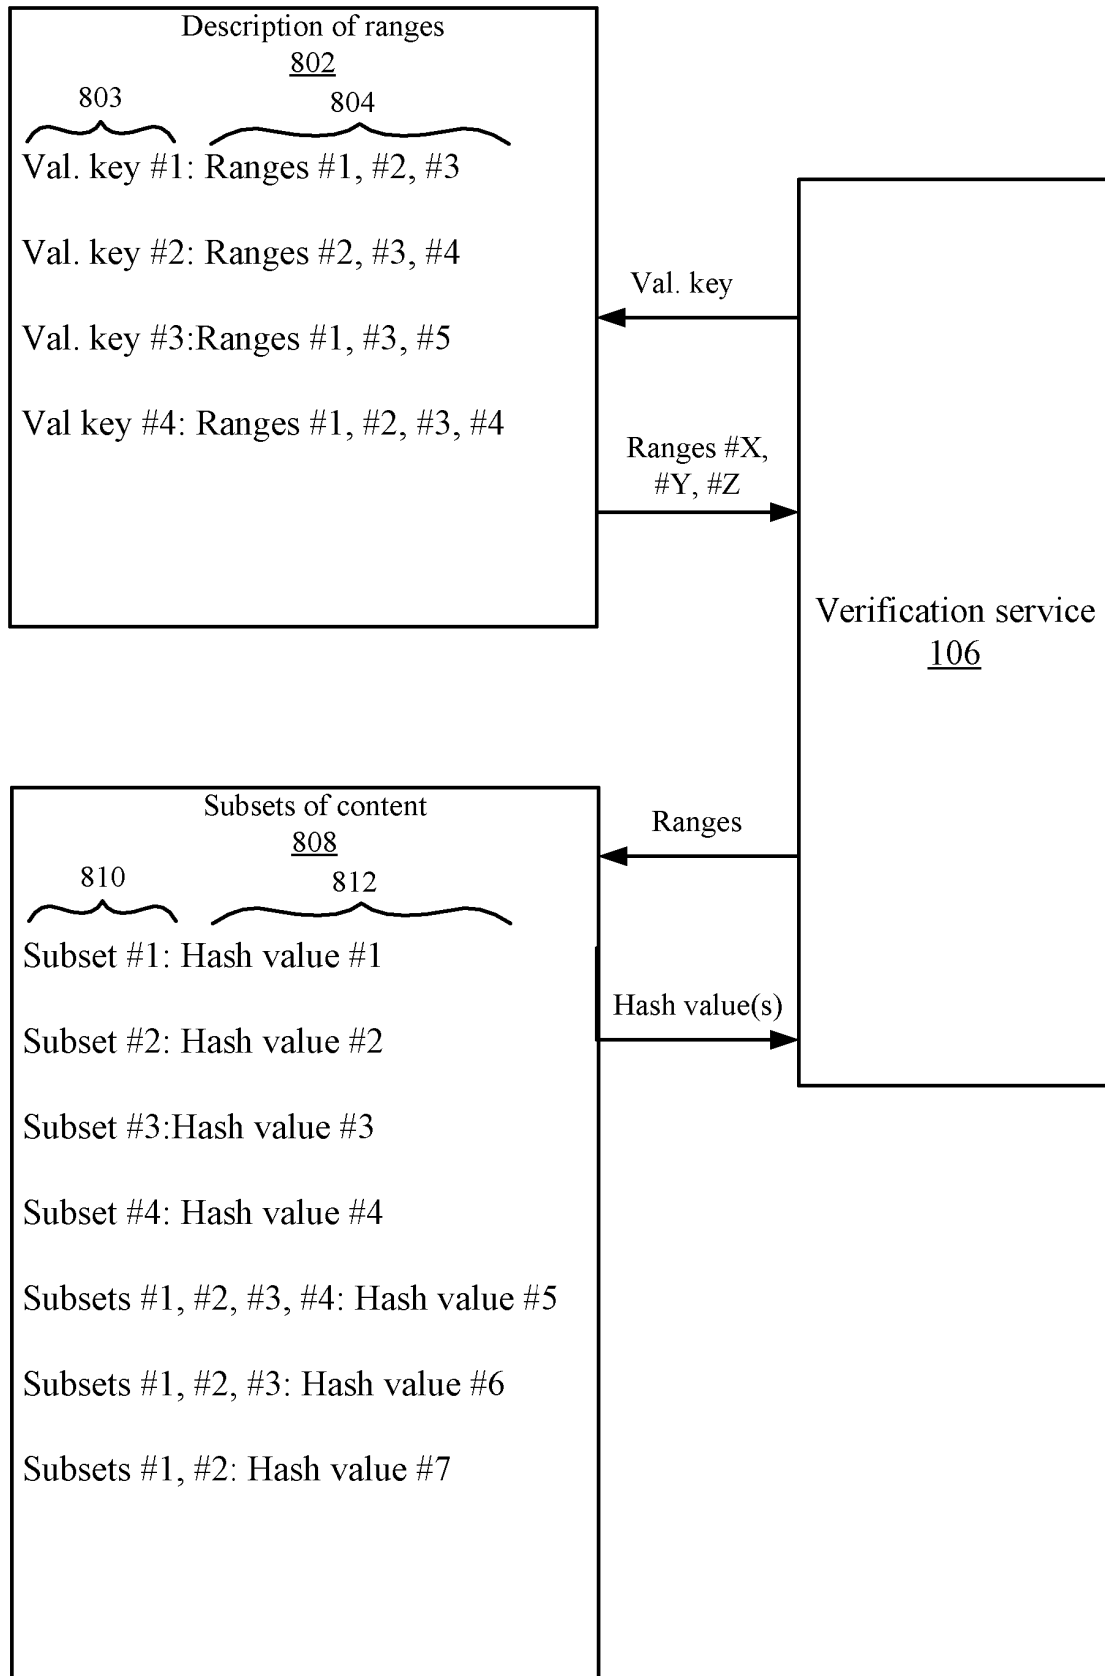 Description of ranges
802
803
804
Val. key #1: Ranges #1, #2, #3
Val. key #2: Ranges #2, #3, #4
Val. key #3:Ranges #1, #3, #5
Val key #4: Ranges #1, #2, #3, #4
Val. key
Ranges #X,
#Y, #Z
Verification service
106
Subsets of content
808
810
812
Subset #1: Hash value #1
Subset #2: Hash value #2
Subset #3:Hash value #3
Subset #4: Hash value #4
Subsets #1, #2, #3, #4: Hash value #5
Subsets #1, #2, #3: Hash value #6
Subsets #1, #2: Hash value #7
Ranges
Hash value(s)